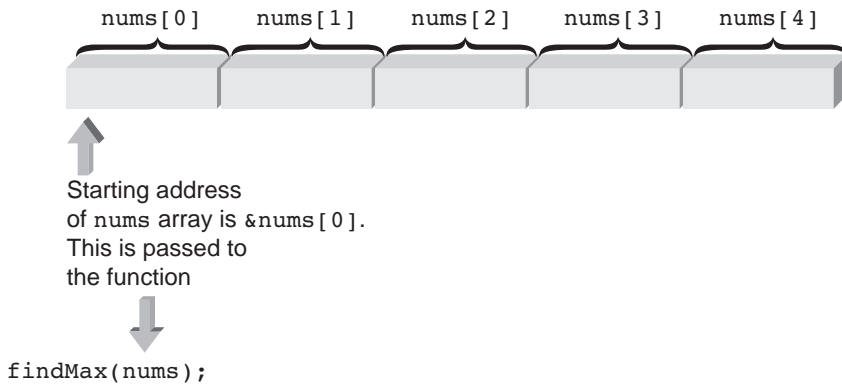 nums[0] nums[1] nums[2] nums[3] nums[4]
Starting address
of nums array is &nums[0].
This is passed to
the function
findMax(nums);